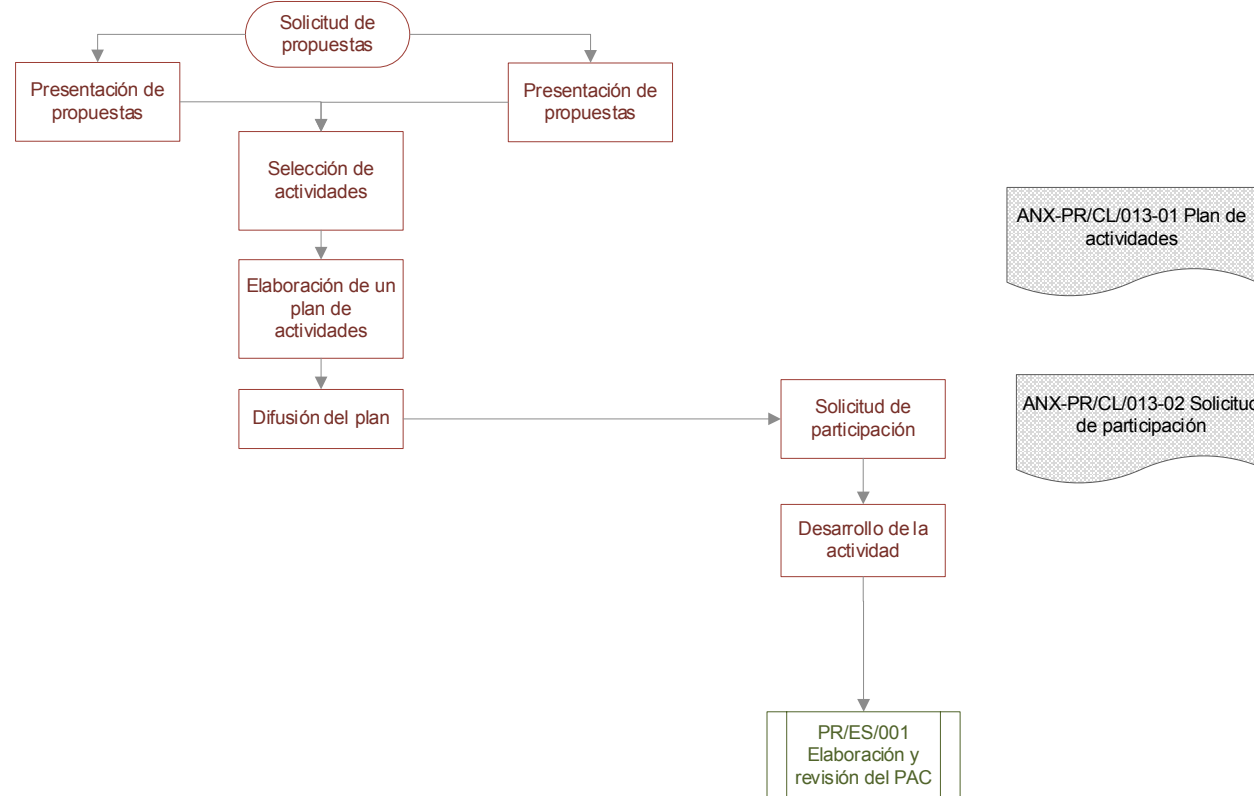 Solicitud de
propuestas
Presentación de
propuestas
Presentación de
propuestas
Selección de
actividades
ANX-PR/CL/013-01 Plan de
actividades
Elaboración de un
plan de
actividades
Difusión del plan
Solicitud de
participación
ANX-PR/CL/013-02 Solicitud
de participación
Desarrollo de la
actividad
PR/ES/001
Elaboración y
revisión del PAC